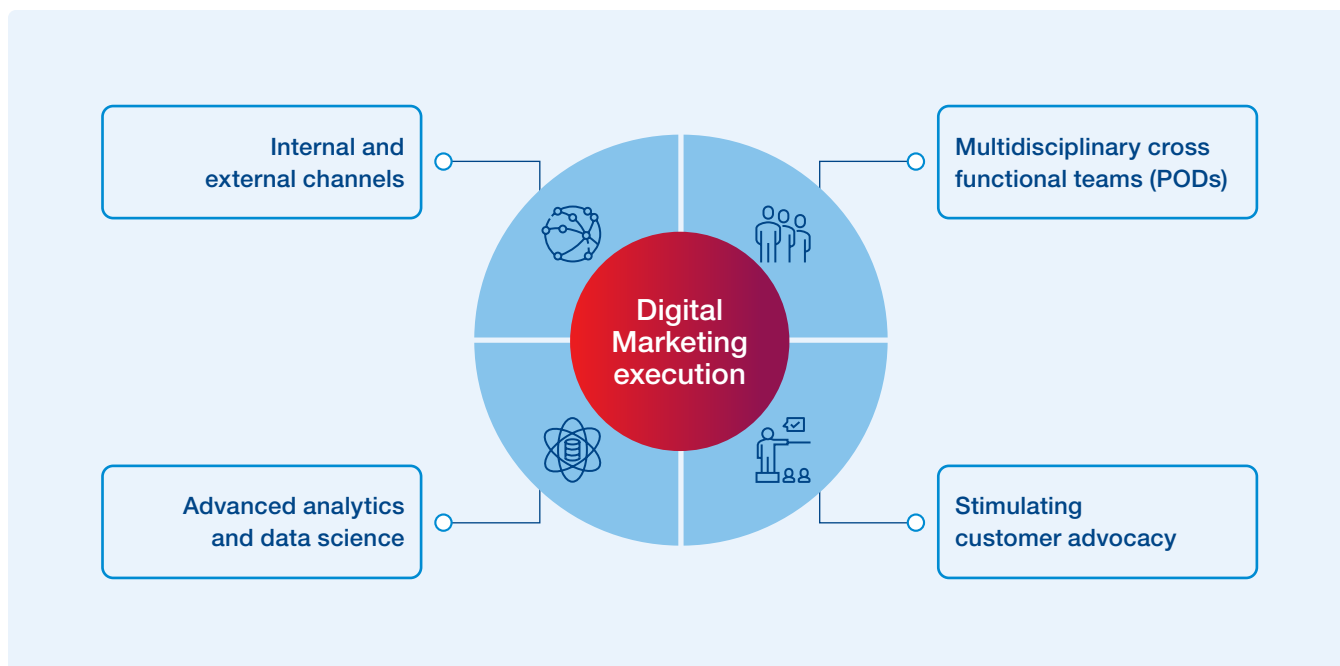 Internal and
external channels
Multidisciplinary cross
functional teams (PODs)
Digital
Marketing
execution
Advanced analytics
and data science
Stimulating
customer advocacy